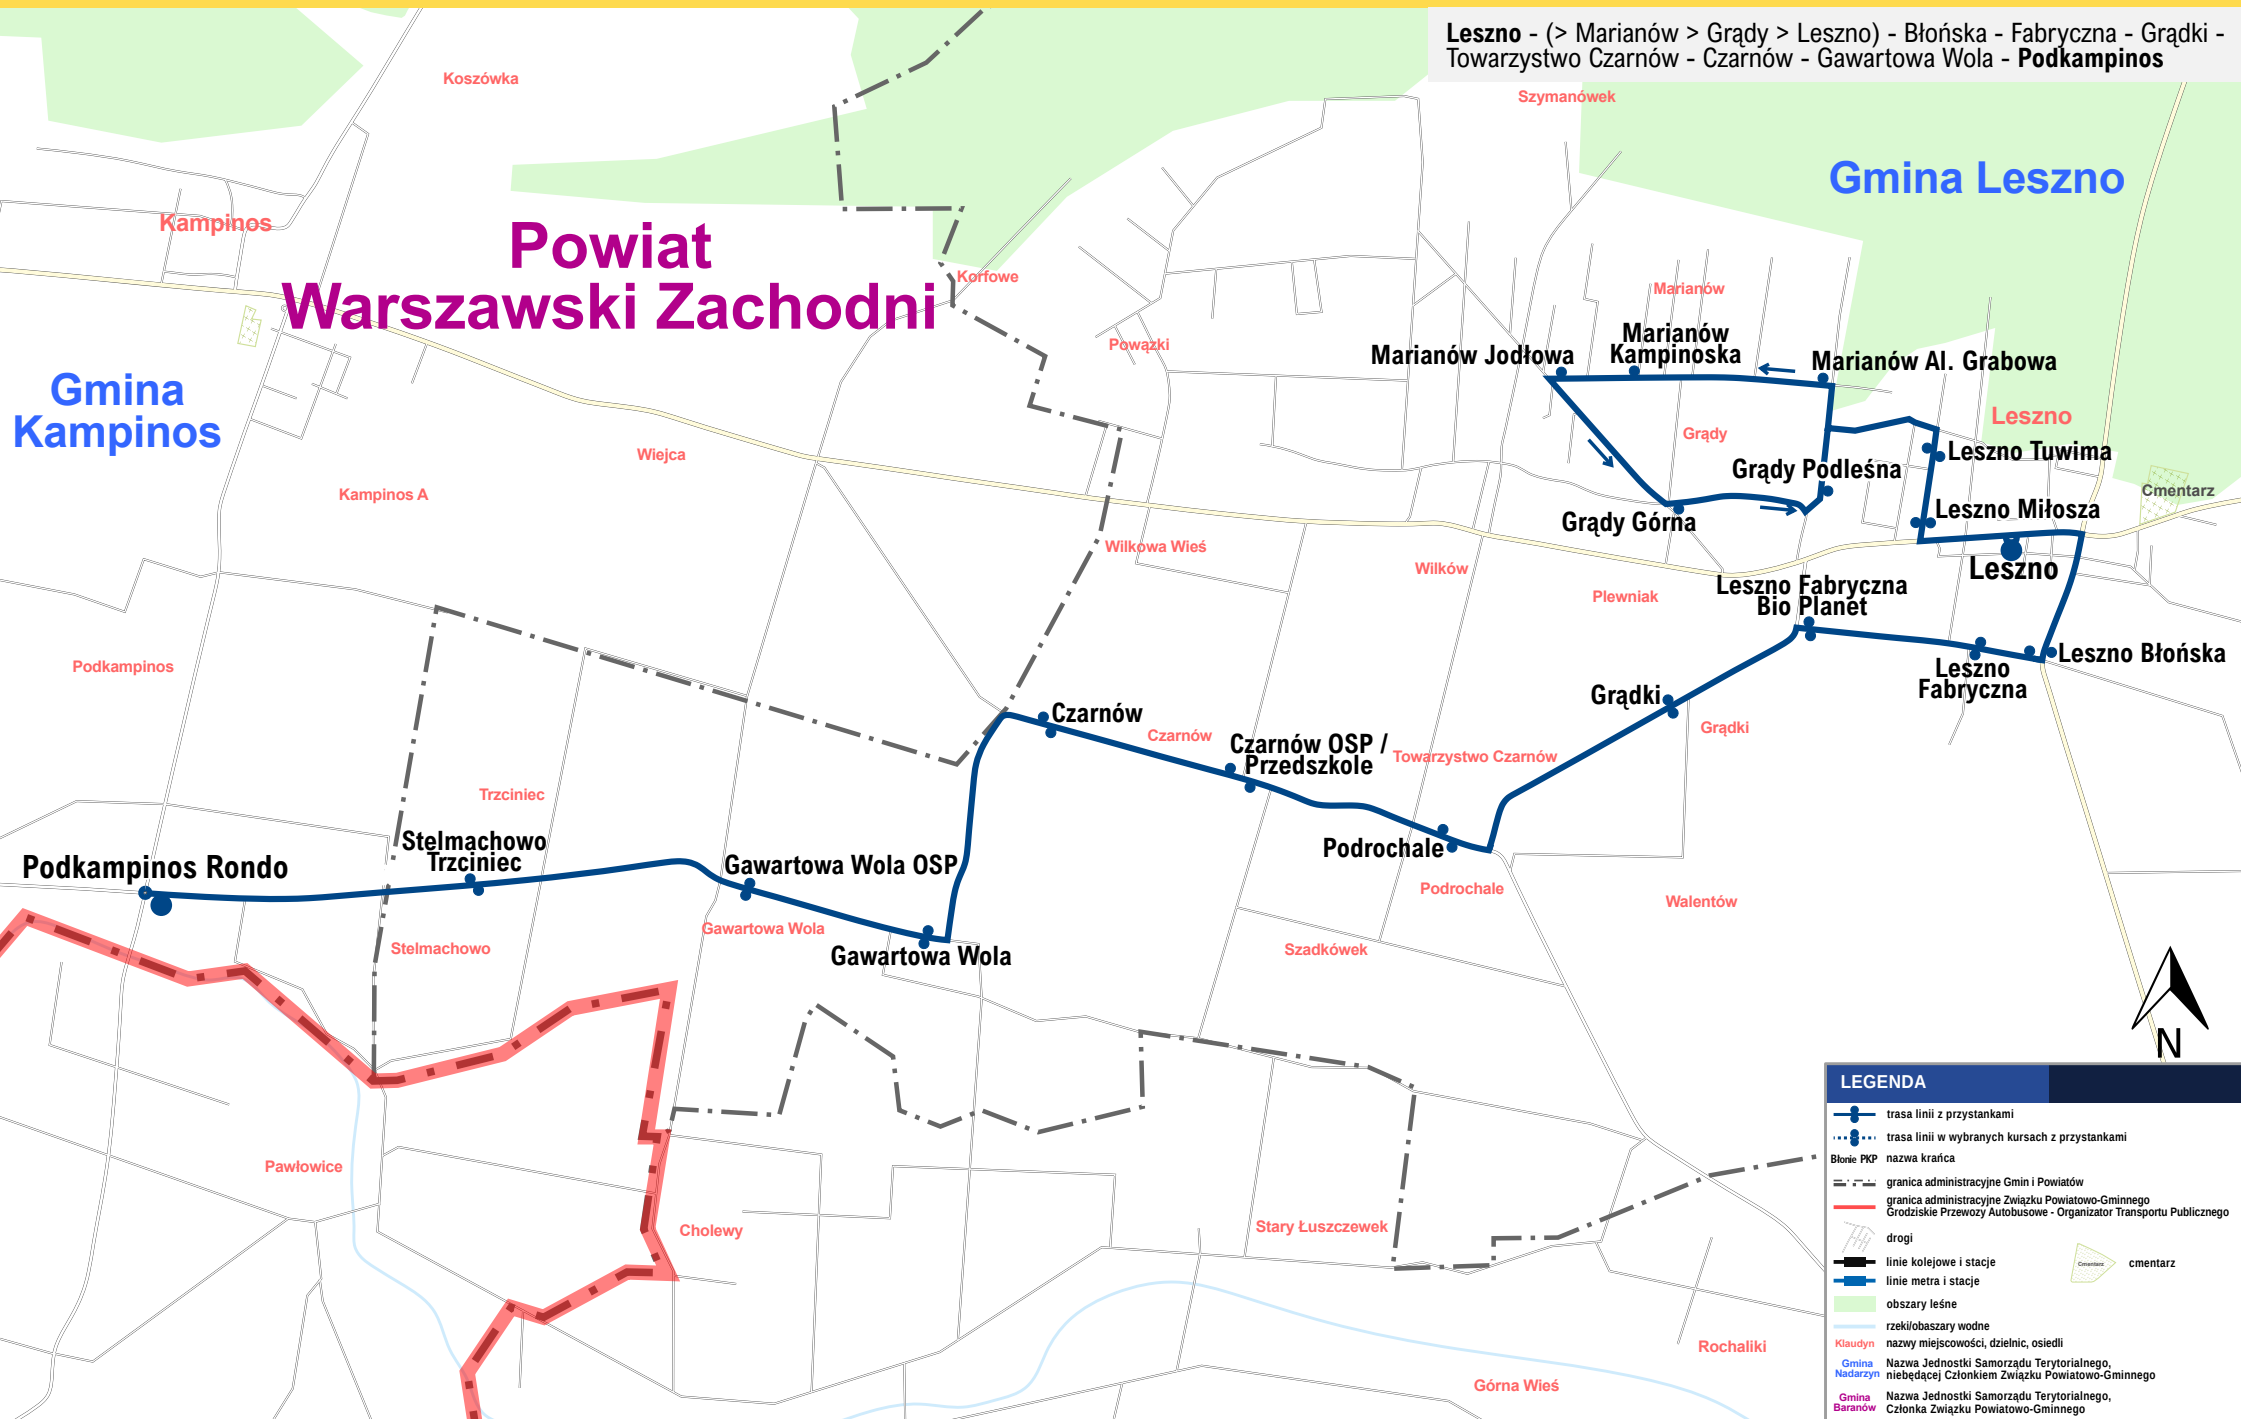 Leszno - (> Marianów > Grądy > Leszno) - Błońska - Fabryczna - Grądki -
Towarzystwo Czarnów - Czarnów - Gawartowa Wola - Podkampinos
Koszówka
Szymanówek
Gmina Leszno
Kampinos
Powiat
Warszawski Zachodni
Korfowe
Marianów
Powązki
Marianów Jodłowa
Marianów
Kampinoska
Marianów Al. Grabowa
Gmina
Kampinos
Leszno
Grądy
Wiejca
Leszno Tuwima
Grądy Podleśna
Kampinos A
Cmentarz
Leszno Miłosza
Grądy Górna
Wilkowa Wieś
Wilków
Leszno
Plewniak
Leszno Fabryczna
Bio Planet
Podkampinos
Leszno Błońska
Leszno
Fabryczna
Grądki
Grądki
Czarnów
Czarnów
Czarnów OSP /
Przedszkole
Towarzystwo Czarnów
Trzciniec
Stelmachowo
Trzciniec
Podrochale
Podkampinos Rondo
Gawartowa Wola OSP
Podrochale
Walentów
Gawartowa Wola
Stelmachowo
Szadkówek
Gawartowa Wola
N
Pawłowice
Cholewy
Stary Łuszczewek
Rochaliki
Górna Wieś
LEGENDA
trasa linii z przystankami
trasa linii w wybranych kursach z przystankami
Błonie PKP nazwa krańca
granica administracyjne Gmin i Powiatów
granica administracyjne Związku Powiatowo-Gminnego
Grodziskie Przewozy Autobusowe - Organizator Transportu Publicznego
drogi
linie kolejowe i stacje
Cmentarz cmentarz
linie metra i stacje
obszary leśne
rzeki/obaszary wodne
Klaudyn nazwy miejscowości, dzielnic, osiedli
Gmina Nazwa Jednostki Samorządu Terytorialnego,
Nadarzyn niebędącej Członkiem Związku Powiatowo-Gminnego
Gmina Nazwa Jednostki Samorządu Terytorialnego,
Baranów Członka Związku Powiatowo-Gminnego